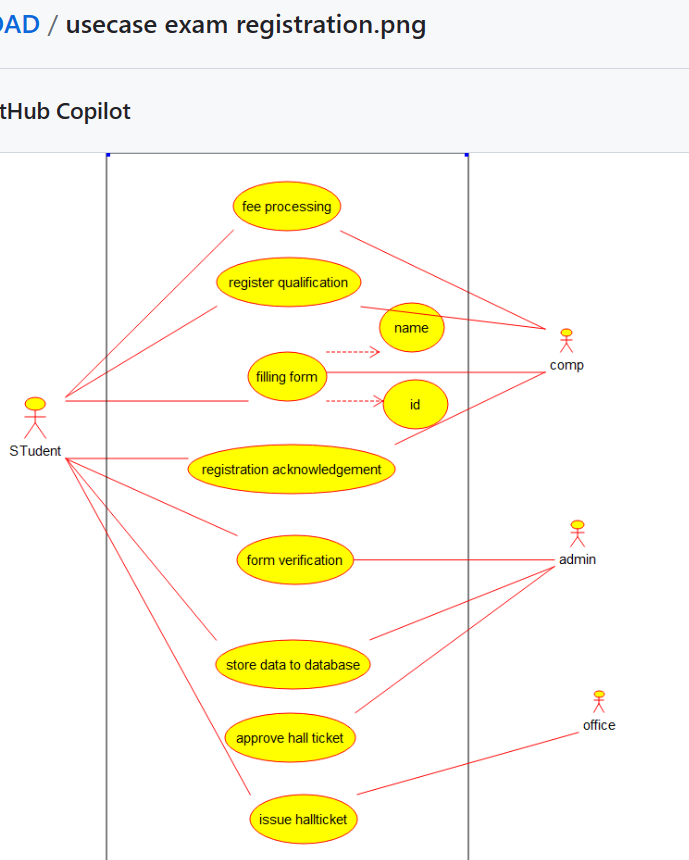 OAD / usecase exam registration.png
tHub Copilot
fee processing
register qualification
name
filling form
comp
id
STudent
registration acknowledgement
form verification
admin
store data to database
office
approve hall ticket
issue hallticket